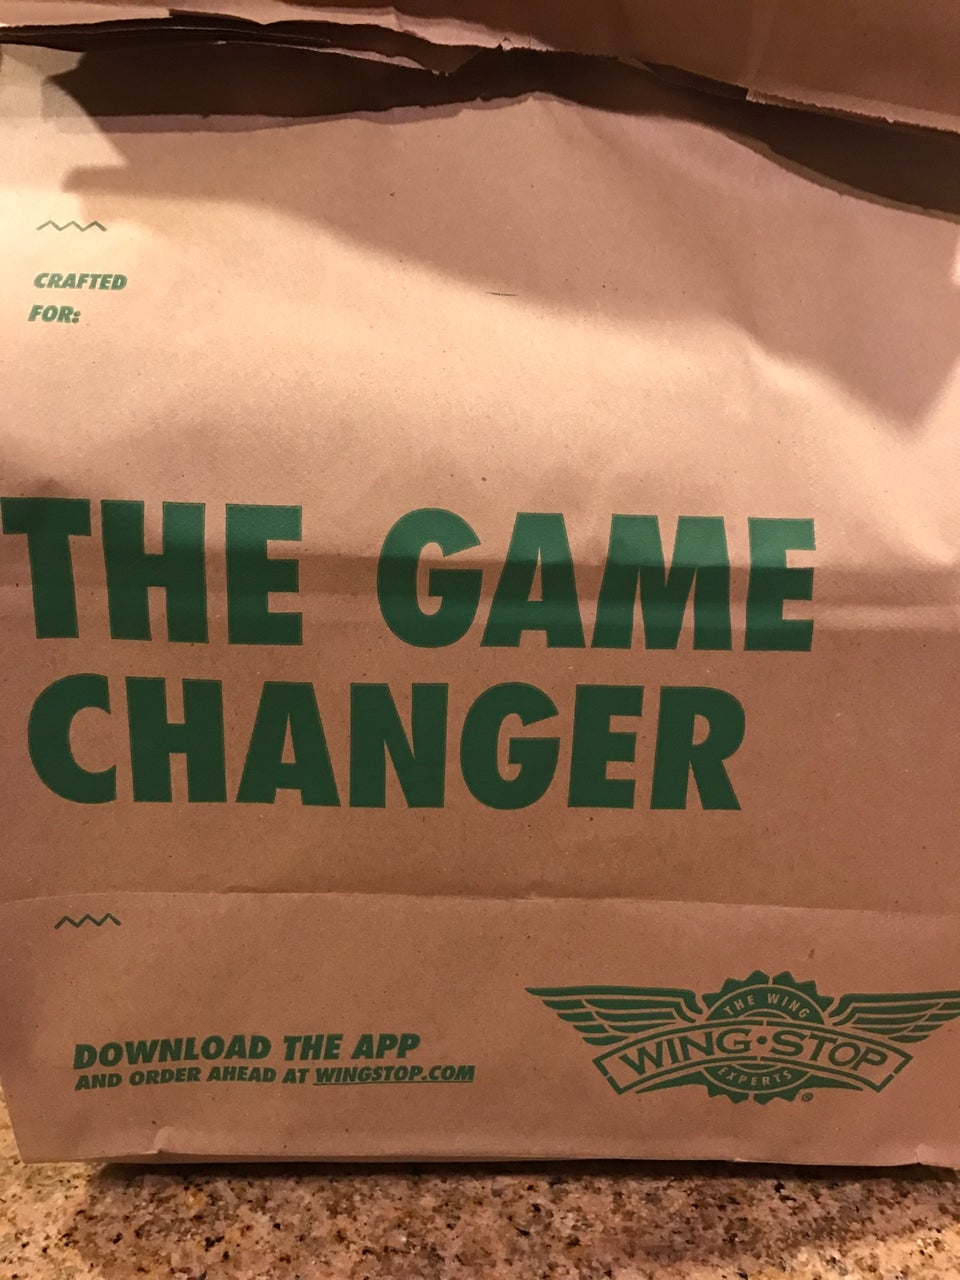 CRAFTED
FOR:
THE GAME
CHANGER
DOWNLOAD THE APP
AND ORDER AHEAD AT WINGSTOP.COM
THE WING
WING·STOP
EXPERTS
®